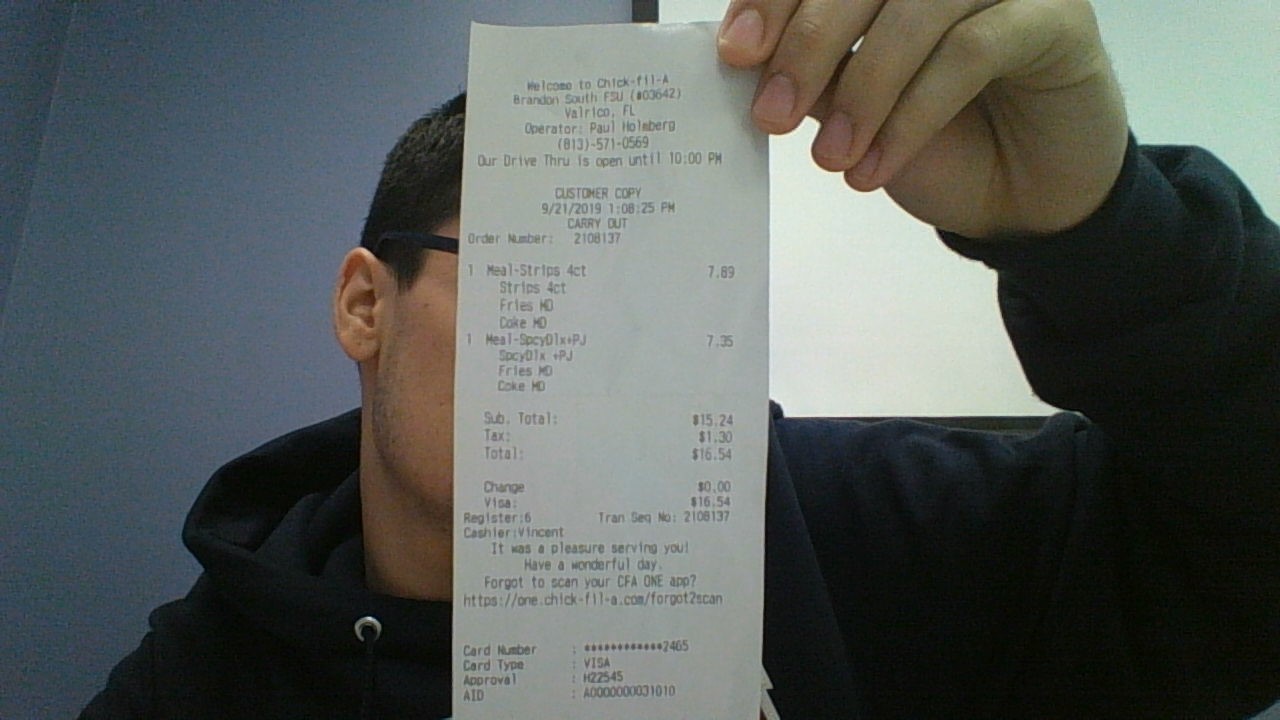 Welcome to Chick-fil-A
Brandon South FSU (#03642)
Valrico, FL
Operator: Paul Holmberg
(813)-571-0569
Our Drive Thru is open until 10:00 PM
CUSTOMER COPY
9/21/2019 1:08:25 PM
CARRY OUT
Order Number: 2108137
1 Meal-Strips 4ct 7.89
Strips 4ct
Fries MD
Coke MD
1 Meal-SpcyDlx+PJ 7.35
SpcyDlx +PJ
Fries MD
Coke MD
Sub. Total: $15.24
Tax: $1.30
Total: $16.54
Change $0.00
Visa: $16.54
Register:6 Tran Seq No: 2108137
Cashier:Vincent
It was a pleasure serving you!
Have a wonderful day.
Forgot to scan your CFA ONE app?
https://one.chick-fil-a.com/forgot2scan
Card Number : ************2465
Card Type : VISA
Approval : H22545
AID : A0000000031010